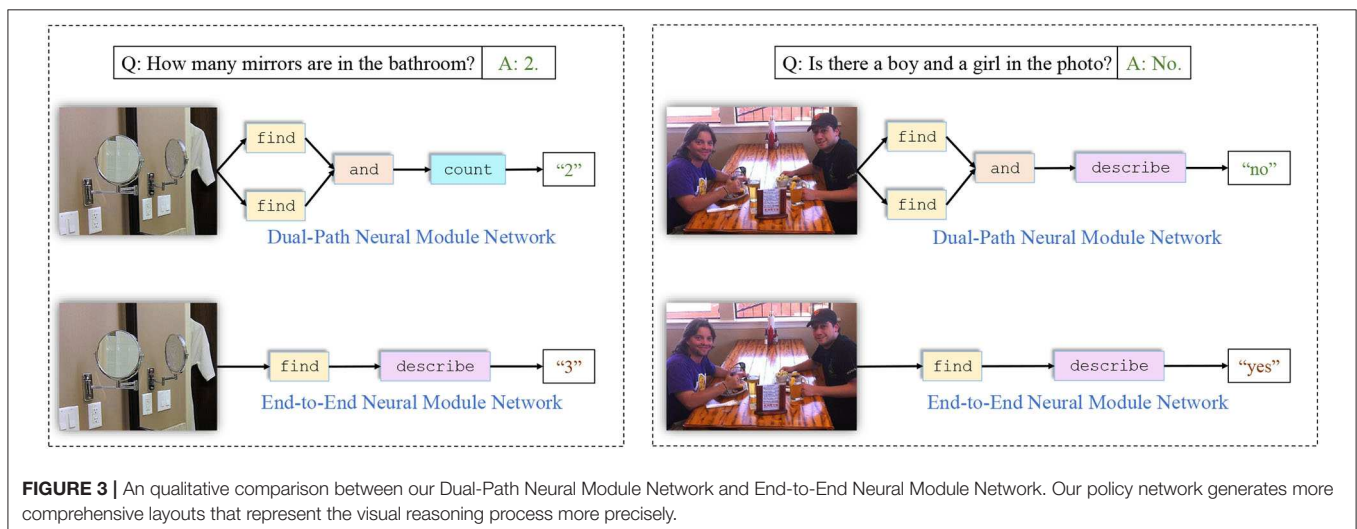 Q: How many mirrors are in the bathroom? A: 2.
find
find
and
count
“2”
Dual-Path Neural Module Network
find
describe
“3”
End-to-End Neural Module Network
Q: Is there a boy and a girl in the photo? A: No.
find
find
and
describe
“no”
Dual-Path Neural Module Network
find
describe
“yes”
End-to-End Neural Module Network
FIGURE 3 | An qualitative comparison between our Dual-Path Neural Module Network and End-to-End Neural Module Network. Our policy network generates more
comprehensive layouts that represent the visual reasoning process more precisely.